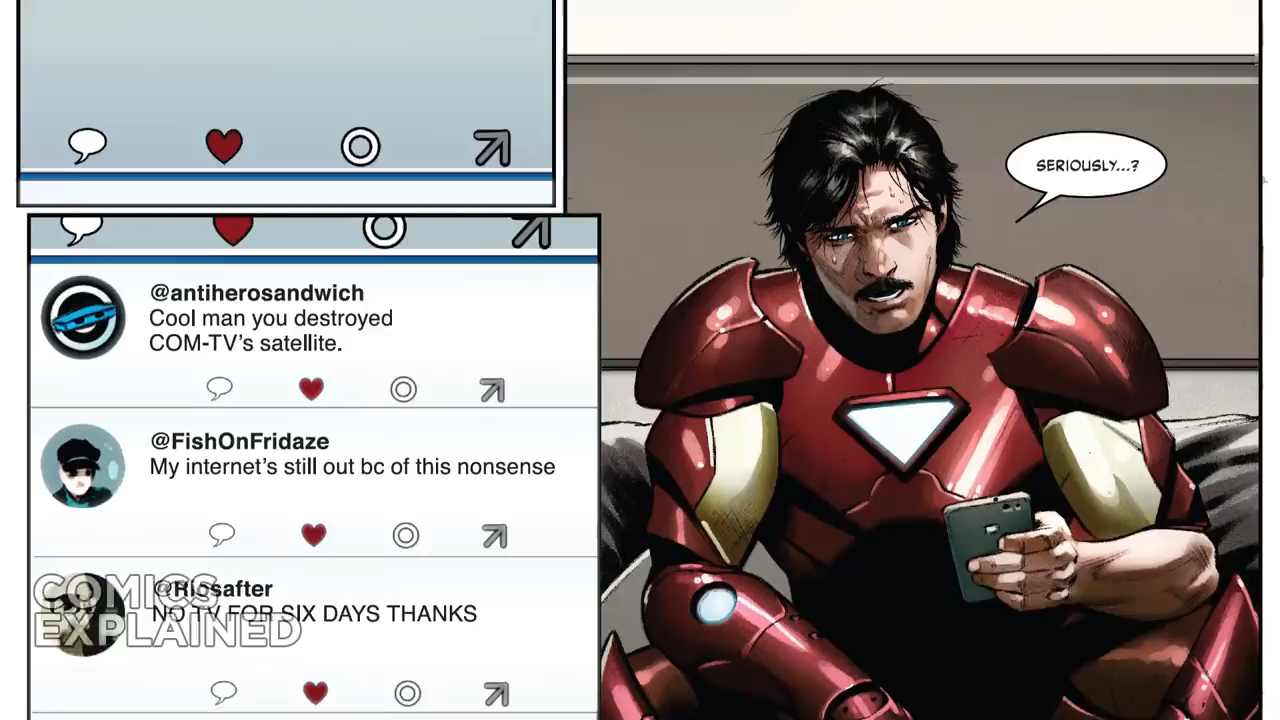 @antiherosandwich
Cool man you destroyed
COM-TV's satellite.
@FishOnFridaze
My internet's still out bc of this nonsense
@Riosafter
NO TV FOR SIX DAYS THANKS
COMICS
EXPLAINED
SERIOUSLY...?